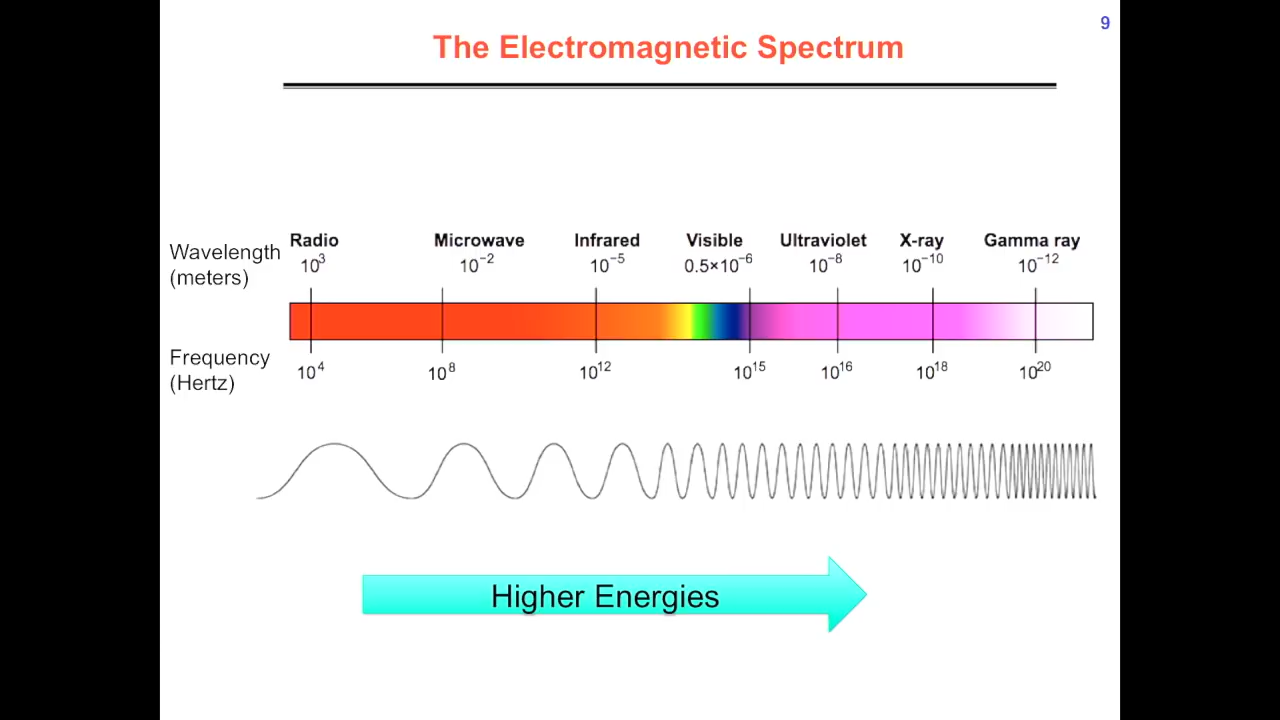 9
The Electromagnetic Spectrum
Radio Microwave Infrared Visible Ultraviolet X-ray Gamma ray
Wavelength
(meters)
10³ 10⁻² 10⁻⁵ 0.5×10⁻⁶ 10⁻⁸ 10⁻¹⁰ 10⁻¹²
Frequency
(Hertz)
10⁴ 10⁸ 10¹² 10¹⁵ 10¹⁶ 10¹⁸ 10²⁰
Higher Energies